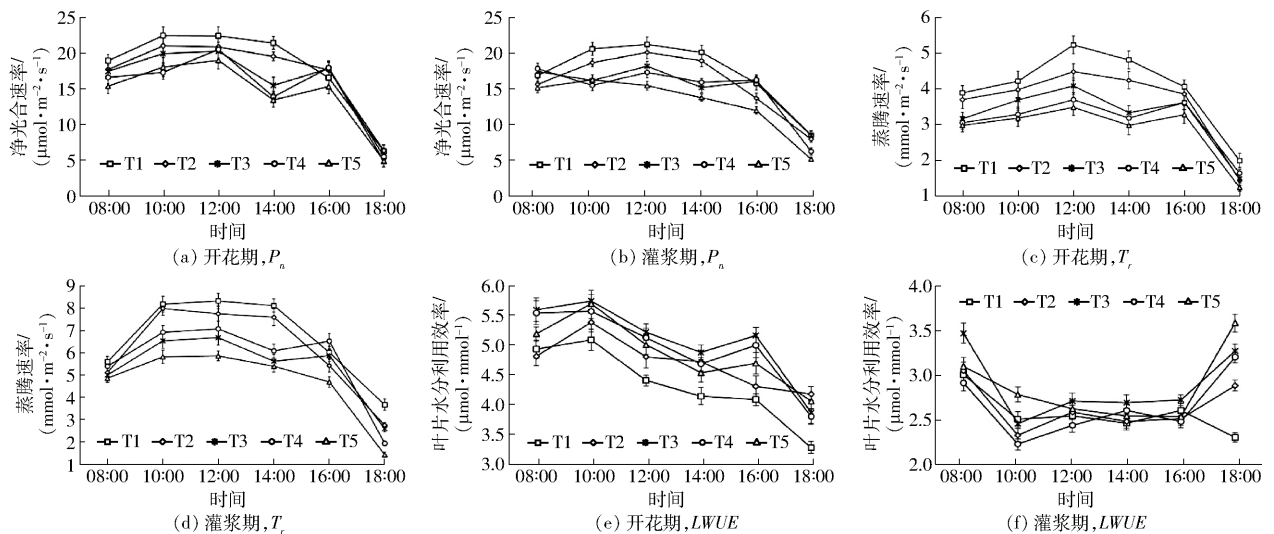 净光合速率/
(μmol·m⁻²·s⁻¹)
25
20
15
10
5
0
T1 T2 T3 T4 T5
08:00 10:00 12:00 14:00 16:00 18:00
时间
(a) 开花期,Pn
净光合速率/
(μmol·m⁻²·s⁻¹)
25
20
15
10
5
0
T1 T2 T3 T4 T5
08:00 10:00 12:00 14:00 16:00 18:00
时间
(b) 灌浆期,Pn
蒸腾速率/
(mmol·m⁻²·s⁻¹)
6
5
4
3
2
1
T1 T2 T3 T4 T5
08:00 10:00 12:00 14:00 16:00 18:00
时间
(c) 开花期,Tr
蒸腾速率/
(mmol·m⁻²·s⁻¹)
9
8
7
6
5
4
3
2
1
T1 T2 T3 T4 T5
08:00 10:00 12:00 14:00 16:00 18:00
时间
(d) 灌浆期,Tr
叶片水分利用效率/
(μmol·mmol⁻¹)
6.0
5.5
5.0
4.5
4.0
3.5
3.0
T1 T2 T3 T4 T5
08:00 10:00 12:00 14:00 16:00 18:00
时间
(e) 开花期,LWUE
叶片水分利用效率/
(μmol·mmol⁻¹)
4.0
3.5
3.0
2.5
2.0
T1 T2 T3 T4 T5
08:00 10:00 12:00 14:00 16:00 18:00
时间
(f) 灌浆期,LWUE